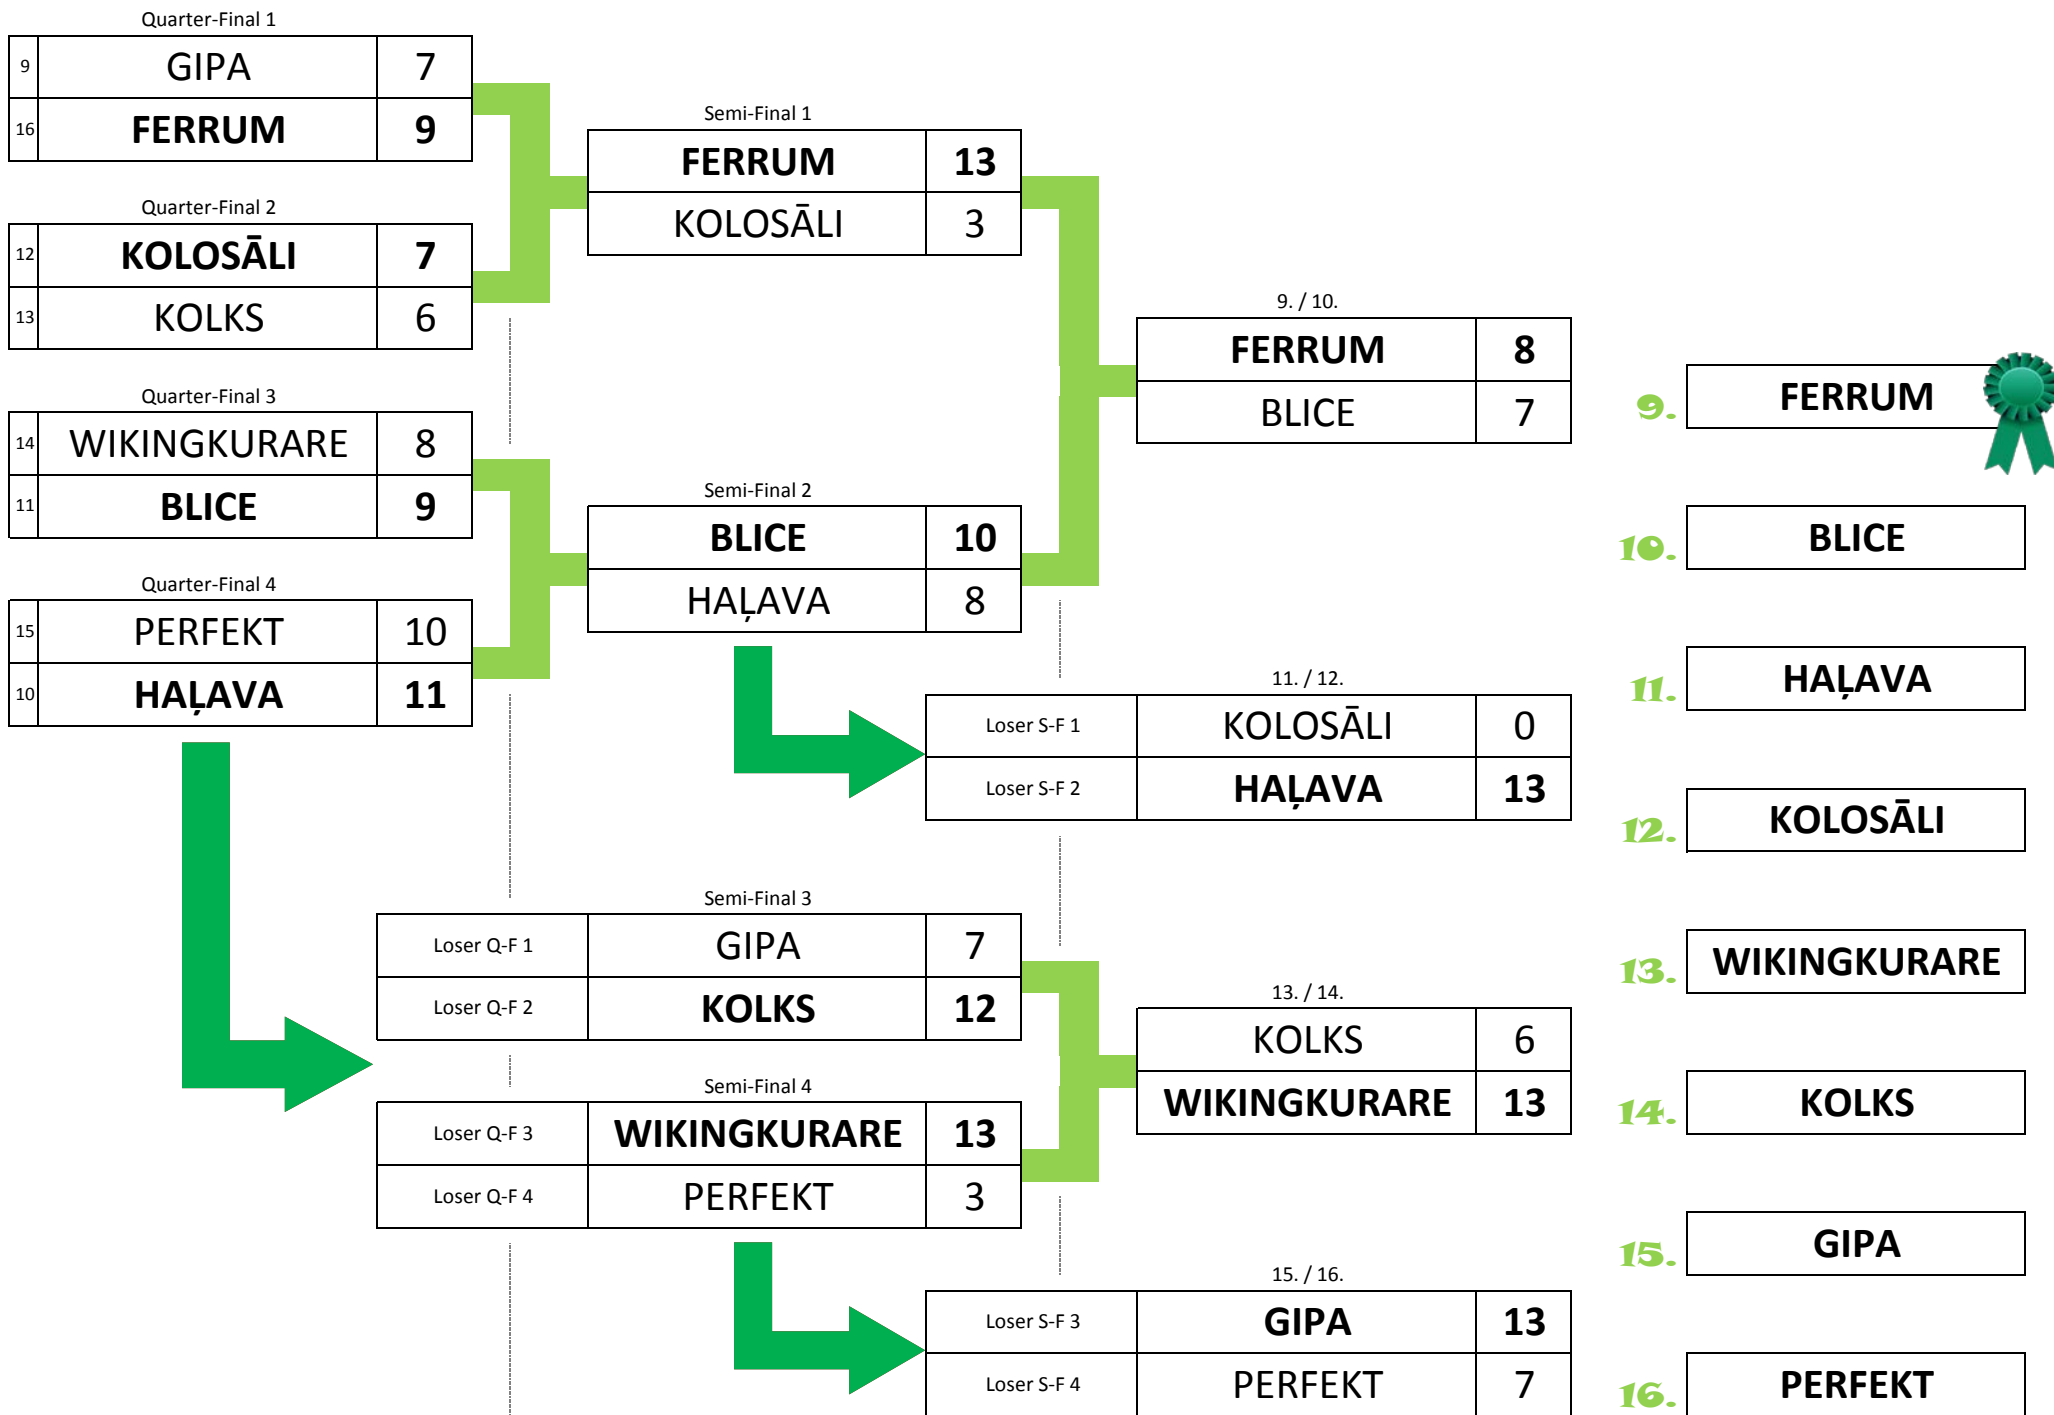 Quarter-Final 1
9 GIPA 7
16 FERRUM 9
Quarter-Final 2
12 KOLOSĀLI 7
13 KOLKS 6
Quarter-Final 3
14 WIKINGKURARE 8
11 BLICE 9
Quarter-Final 4
15 PERFEKT 10
10 HAĻAVA 11
Semi-Final 1
FERRUM 13
KOLOSĀLI 3
Semi-Final 2
BLICE 10
HAĻAVA 8
Semi-Final 3
Loser Q-F 1 GIPA 7
Loser Q-F 2 KOLKS 12
Semi-Final 4
Loser Q-F 3 WIKINGKURARE 13
Loser Q-F 4 PERFEKT 3
9. / 10.
FERRUM 8
BLICE 7
11. / 12.
Loser S-F 1 KOLOSĀLI 0
Loser S-F 2 HAĻAVA 13
13. / 14.
KOLKS 6
WIKINGKURARE 13
15. / 16.
Loser S-F 3 GIPA 13
Loser S-F 4 PERFEKT 7
9. FERRUM
10. BLICE
11. HAĻAVA
12. KOLOSĀLI
13. WIKINGKURARE
14. KOLKS
15. GIPA
16. PERFEKT